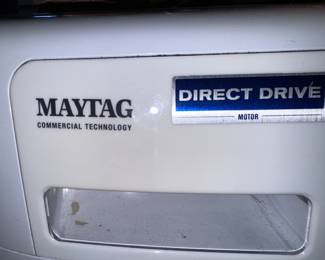 MAYTAG
COMMERCIAL TECHNOLOGY
DIRECT DRIVE
MOTOR